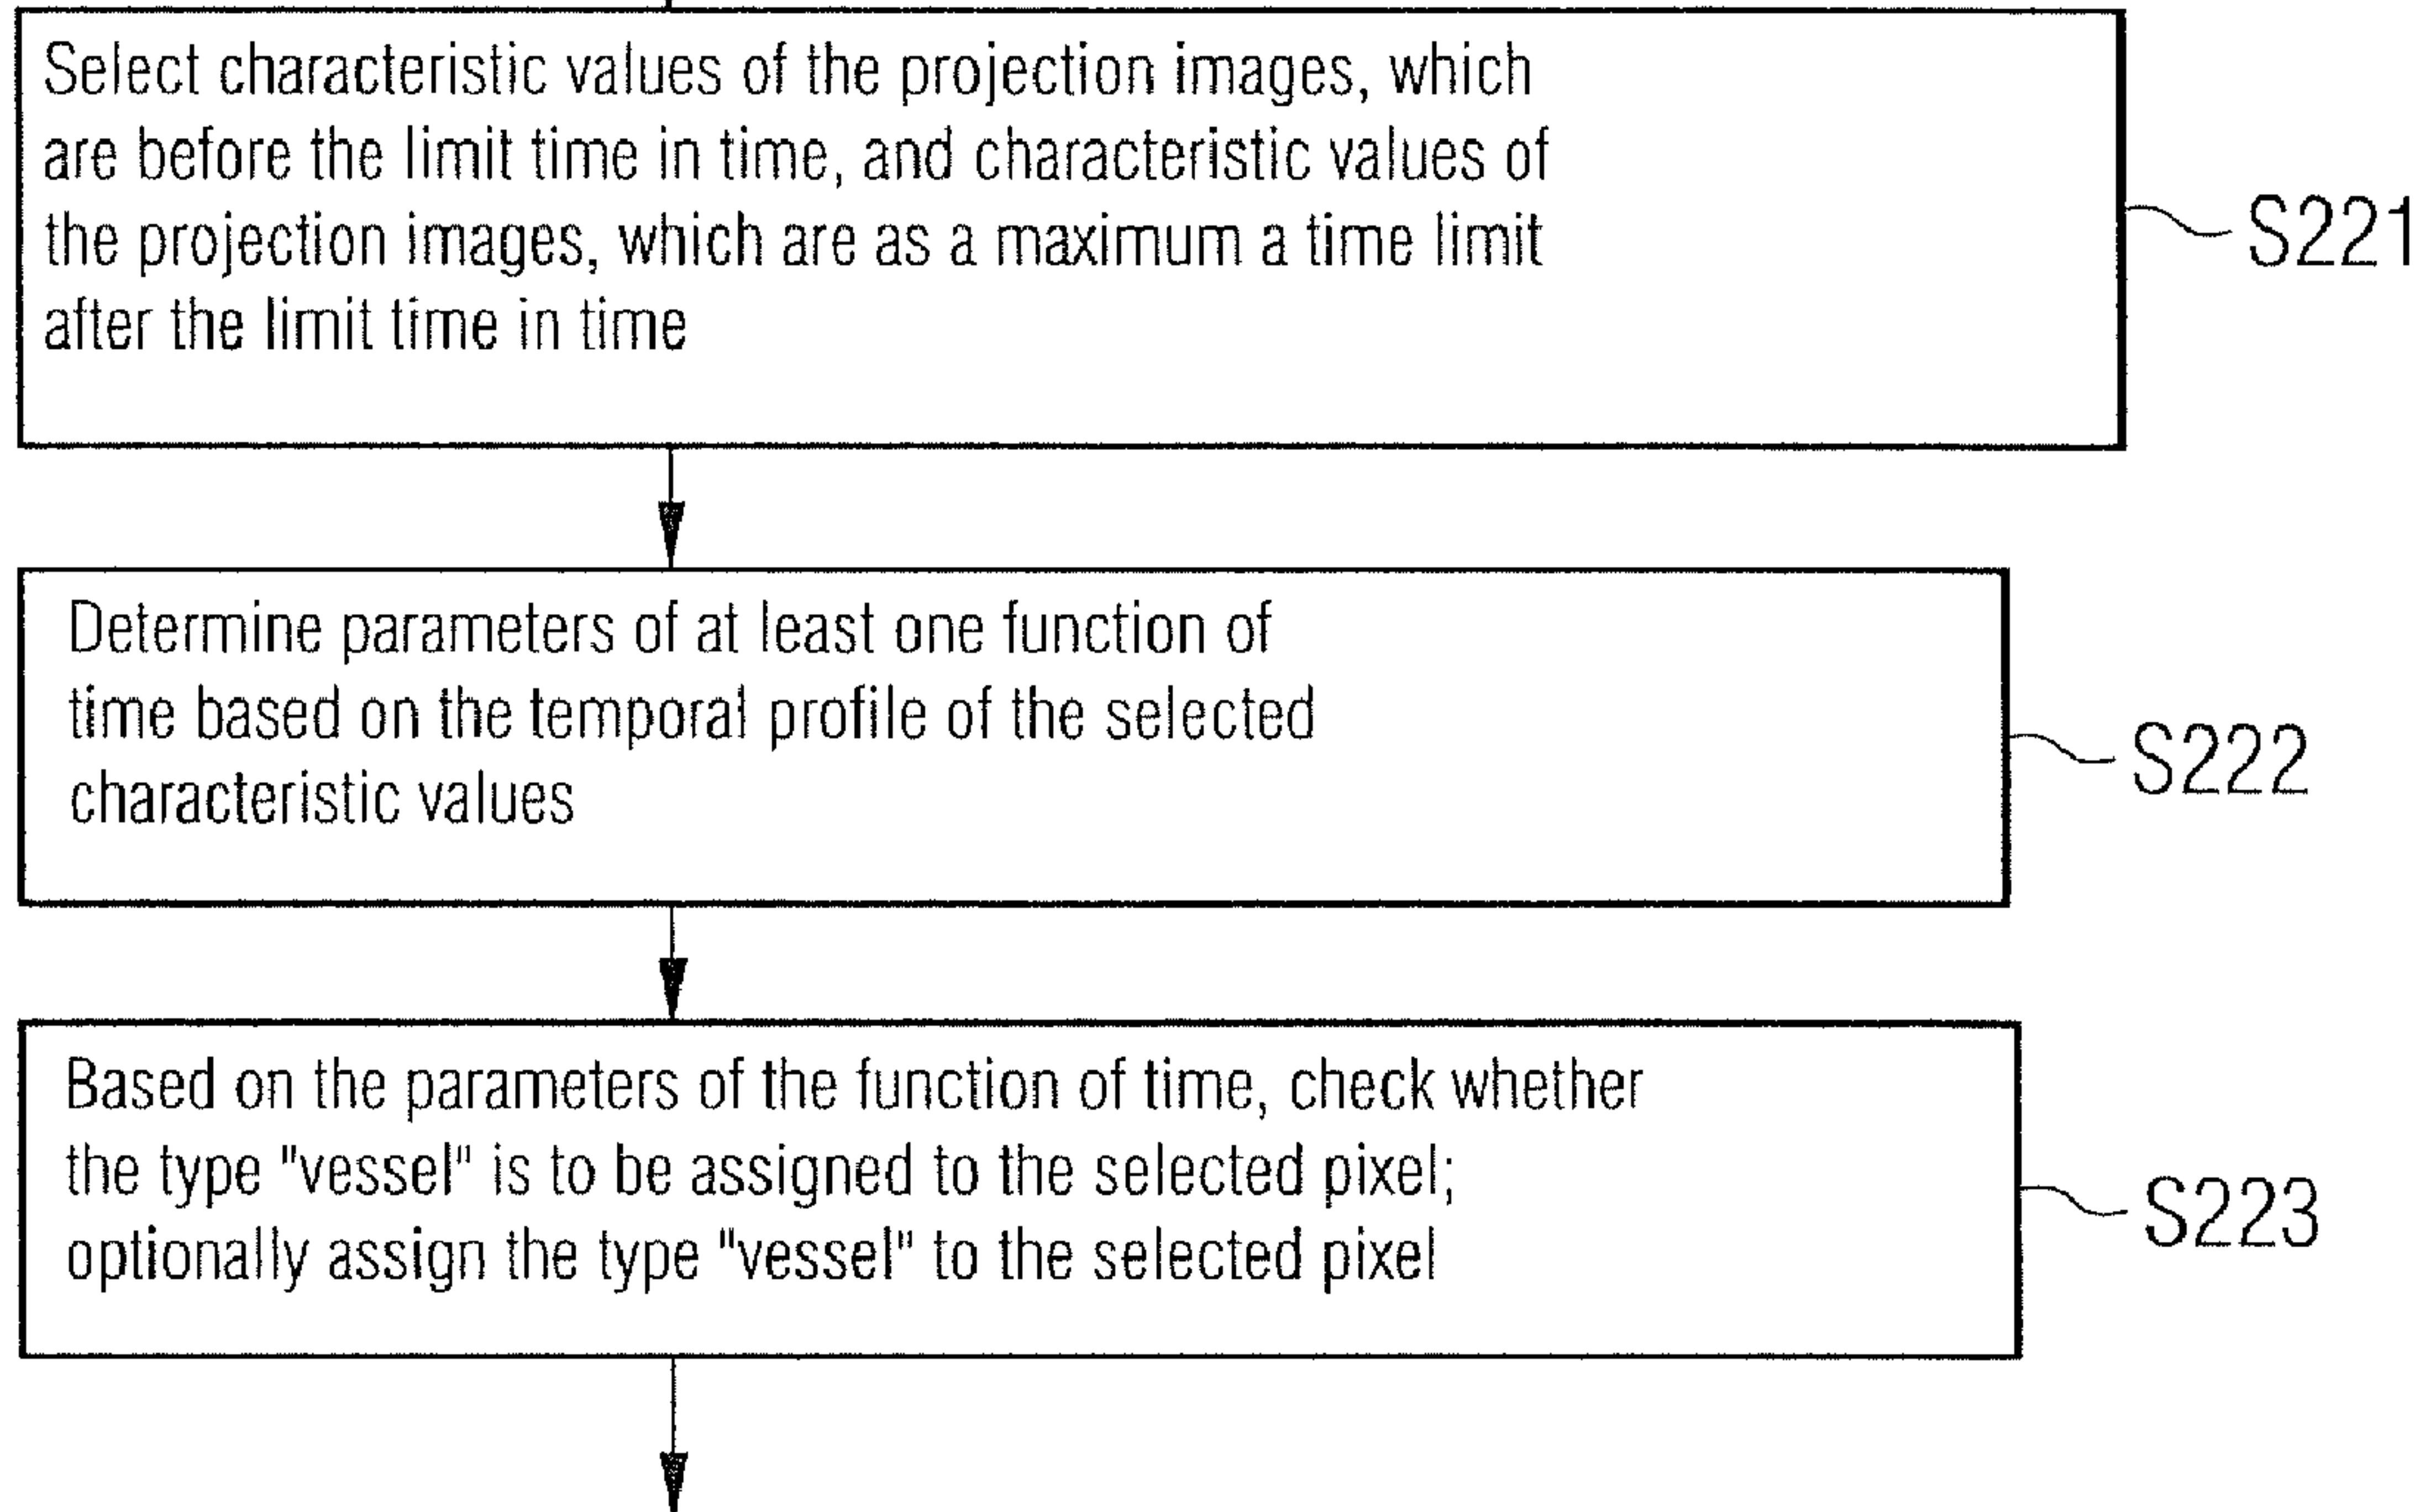 Select characteristic values of the projection images, which
are before the limit time in time, and characteristic values of
the projection images, which are as a maximum a time limit
after the limit time in time
S221
Determine parameters of at least one function of
time based on the temporal profile of the selected
characteristic values
S222
Based on the parameters of the function of time, check whether
the type "vessel" is to be assigned to the selected pixel;
optionally assign the type "vessel" to the selected pixel
S223